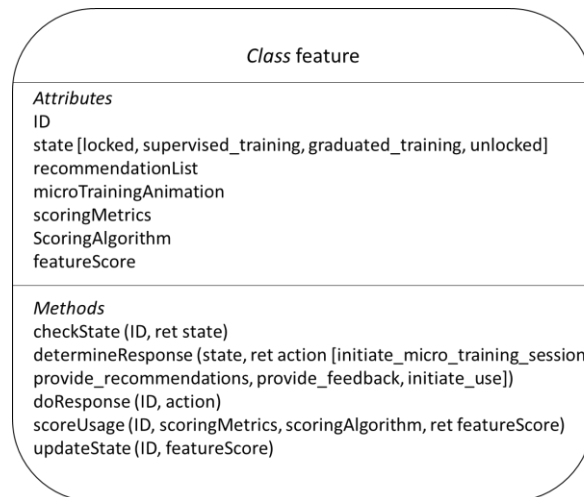 Class feature
Attributes
ID
state [locked, supervised_training, graduated_training, unlocked]
recommendationList
microTrainingAnimation
scoringMetrics
ScoringAlgorithm
featureScore
Methods
checkState (ID, ret state)
determineResponse (state, ret action [initiate_micro_training_session
provide_recommendations, provide_feedback, initiate_use])
doResponse (ID, action)
scoreUsage (ID, scoringMetrics, scoringAlgorithm, ret featureScore)
updateState (ID, featureScore)